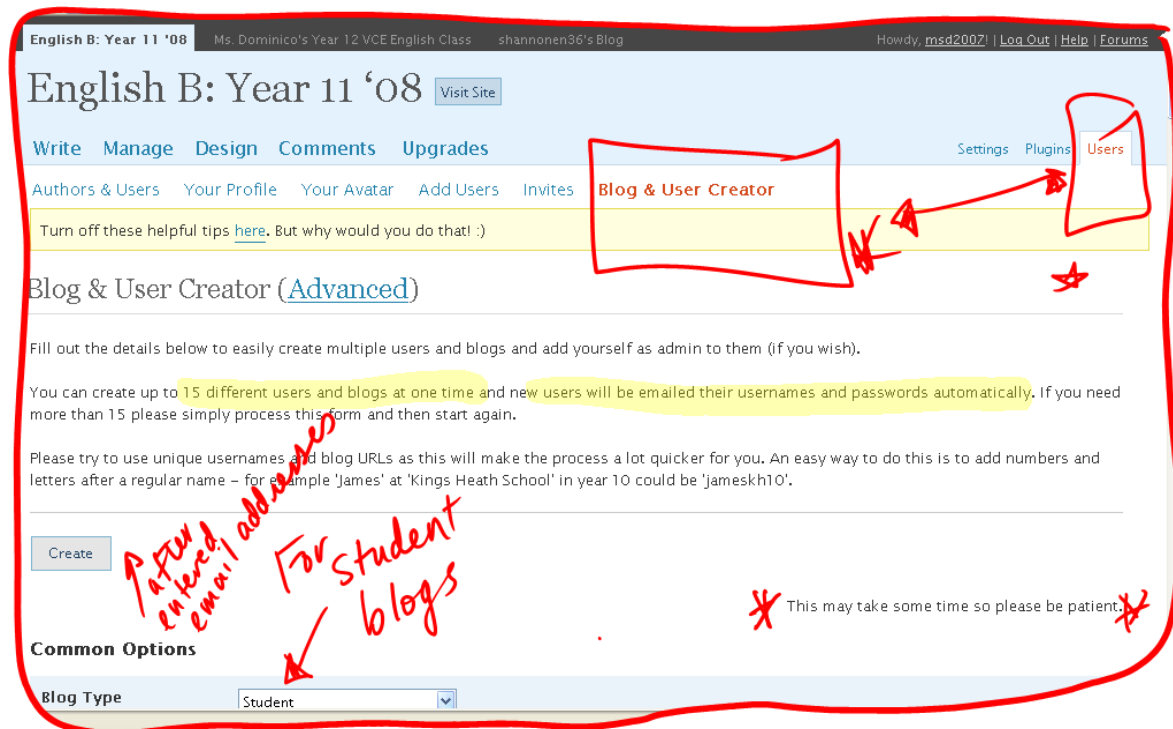 English B: Year 11 '08 Ms. Dominico's Year 12 VCE English Class shannonen36's Blog Howdy, msd2007! | Log Out | Help | Forums
English B: Year 11 ‘08 Visit Site
Write Manage Design Comments Upgrades Settings Plugins Users
Authors & Users Your Profile Your Avatar Add Users Invites Blog & User Creator
Turn off these helpful tips here. But why would you do that! :)
Blog & User Creator (Advanced)
Fill out the details below to easily create multiple users and blogs and add yourself as admin to them (if you wish).
You can create up to 15 different users and blogs at one time and new users will be emailed their usernames and passwords automatically. If you need
more than 15 please simply process this form and then start again.
Please try to use unique usernames and blog URLs as this will make the process a lot quicker for you. An easy way to do this is to add numbers and
letters after a regular name – for example 'James' at 'Kings Heath School' in year 10 could be 'jameskh10'.
Create
after
entered
email addresses
For student
blogs
This may take some time so please be patient.
Common Options
Blog Type Student